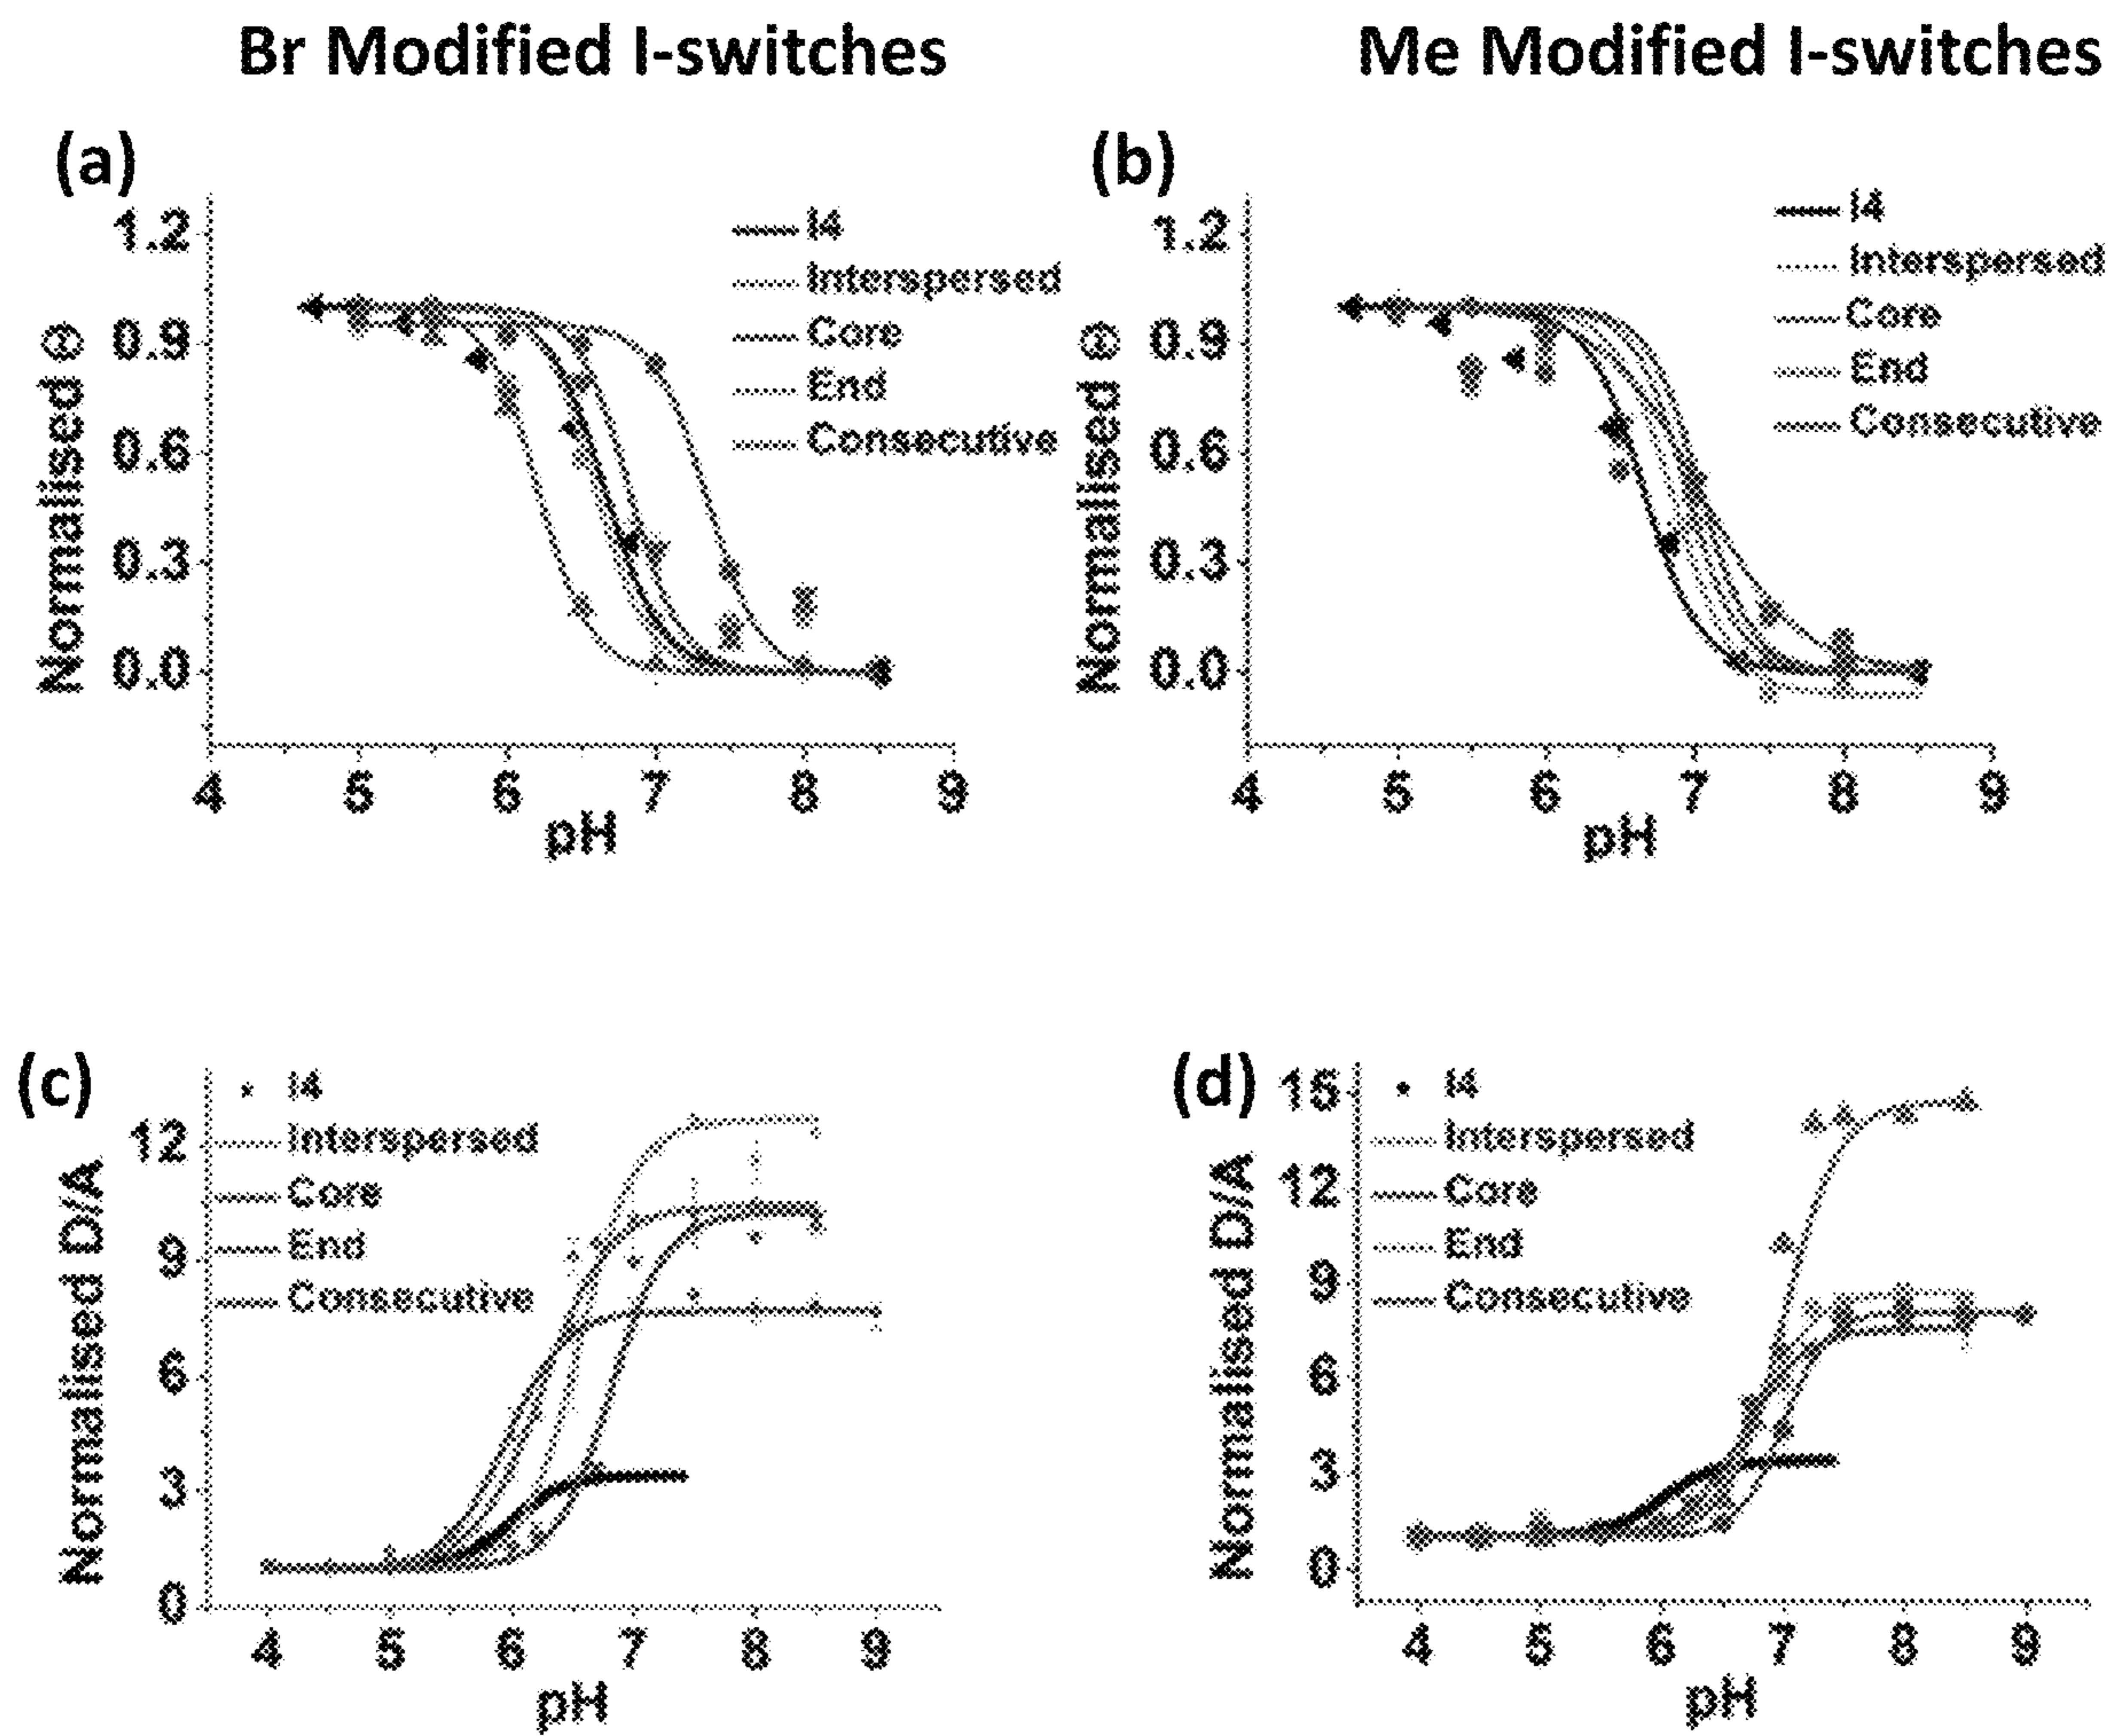 Br Modified I-switches
Me Modified I-switches
(a)
1.2
0.9
0.6
0.3
0.0
Normalised Θ
4 5 6 7 8 9
pH
I4
Interspersed
Core
End
Consecutive
(b)
1.2
0.9
0.6
0.3
0.0
Normalised Θ
4 5 6 7 8 9
pH
I4
Interspersed
Core
End
Consecutive
(c)
12
9
6
3
0
Normalised D/A
4 5 6 7 8 9
pH
I4
Interspersed
Core
End
Consecutive
(d)
15
12
9
6
3
0
Normalised D/A
4 5 6 7 8 9
pH
I4
Interspersed
Core
End
Consecutive